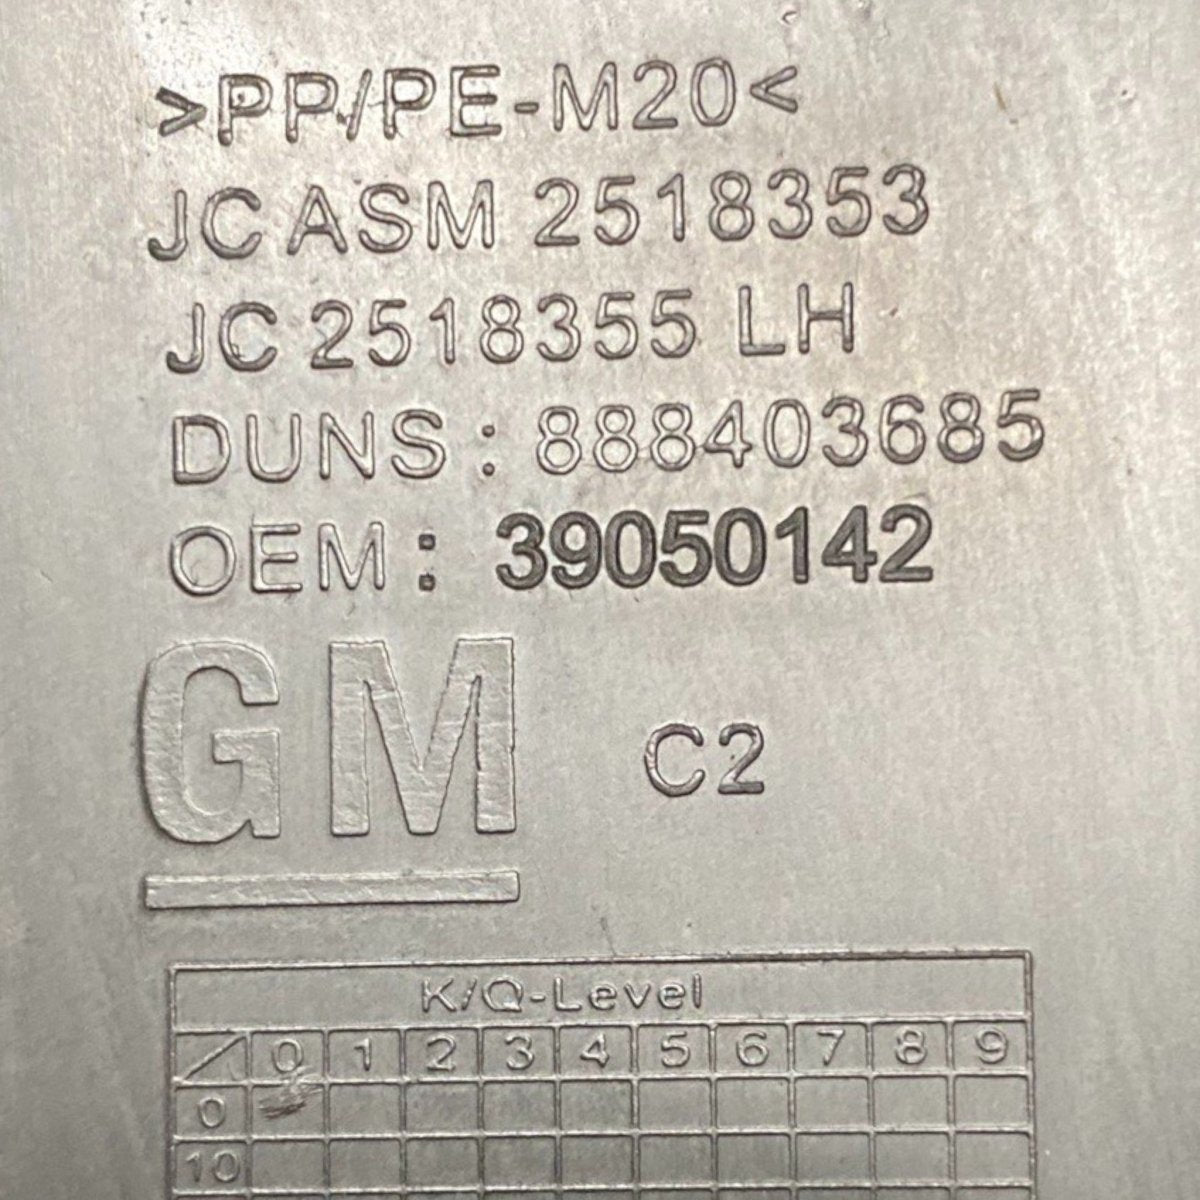 >PP/PE-M20<
JC ASM 2518353
JC 2518355 LH
DUNS : 888403685
OEM : 39050142
GM
C2
K/Q-Level
/ 0 1 2 3 4 5 6 7 8 9
0
10